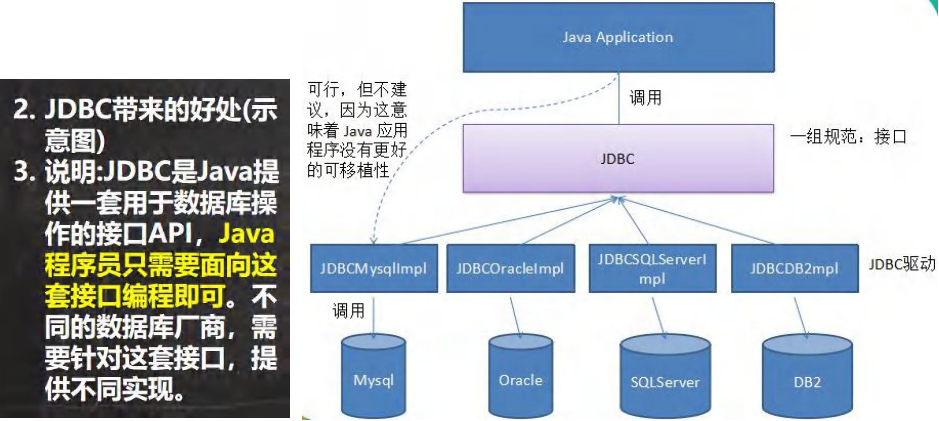 2. JDBC带来的好处(示
意图)
3. 说明:JDBC是Java提
供一套用于数据库操
作的接口API，Java
程序员只需要面向这
套接口编程即可。不
同的数据库厂商，需
要针对这套接口，提
供不同实现。
Java Application
可行，但不建
议，因为这意
味着 Java 应用
程序没有更好
的可移植性
调用
JDBC
一组规范：接口
JDBCMysqlImpl
JDBCOracleImpl
JDBCSQLServerI
mpl
JDBCDB2mpl
JDBC驱动
调用
Mysql
Oracle
SQLServer
DB2